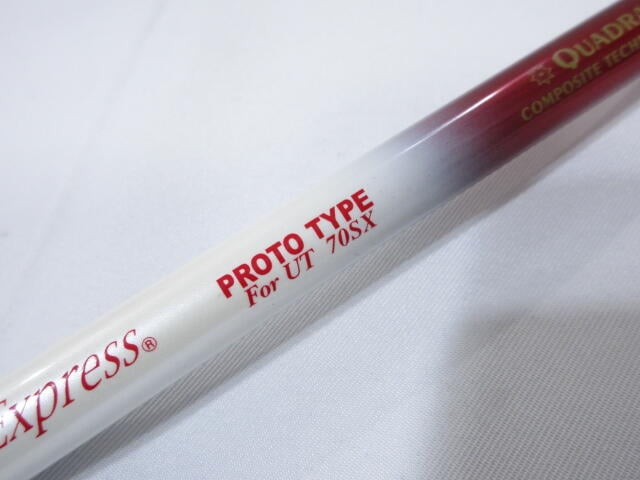 Express®
PROTO TYPE
For UT 70SX
QUADRA
COMPOSITE TECH